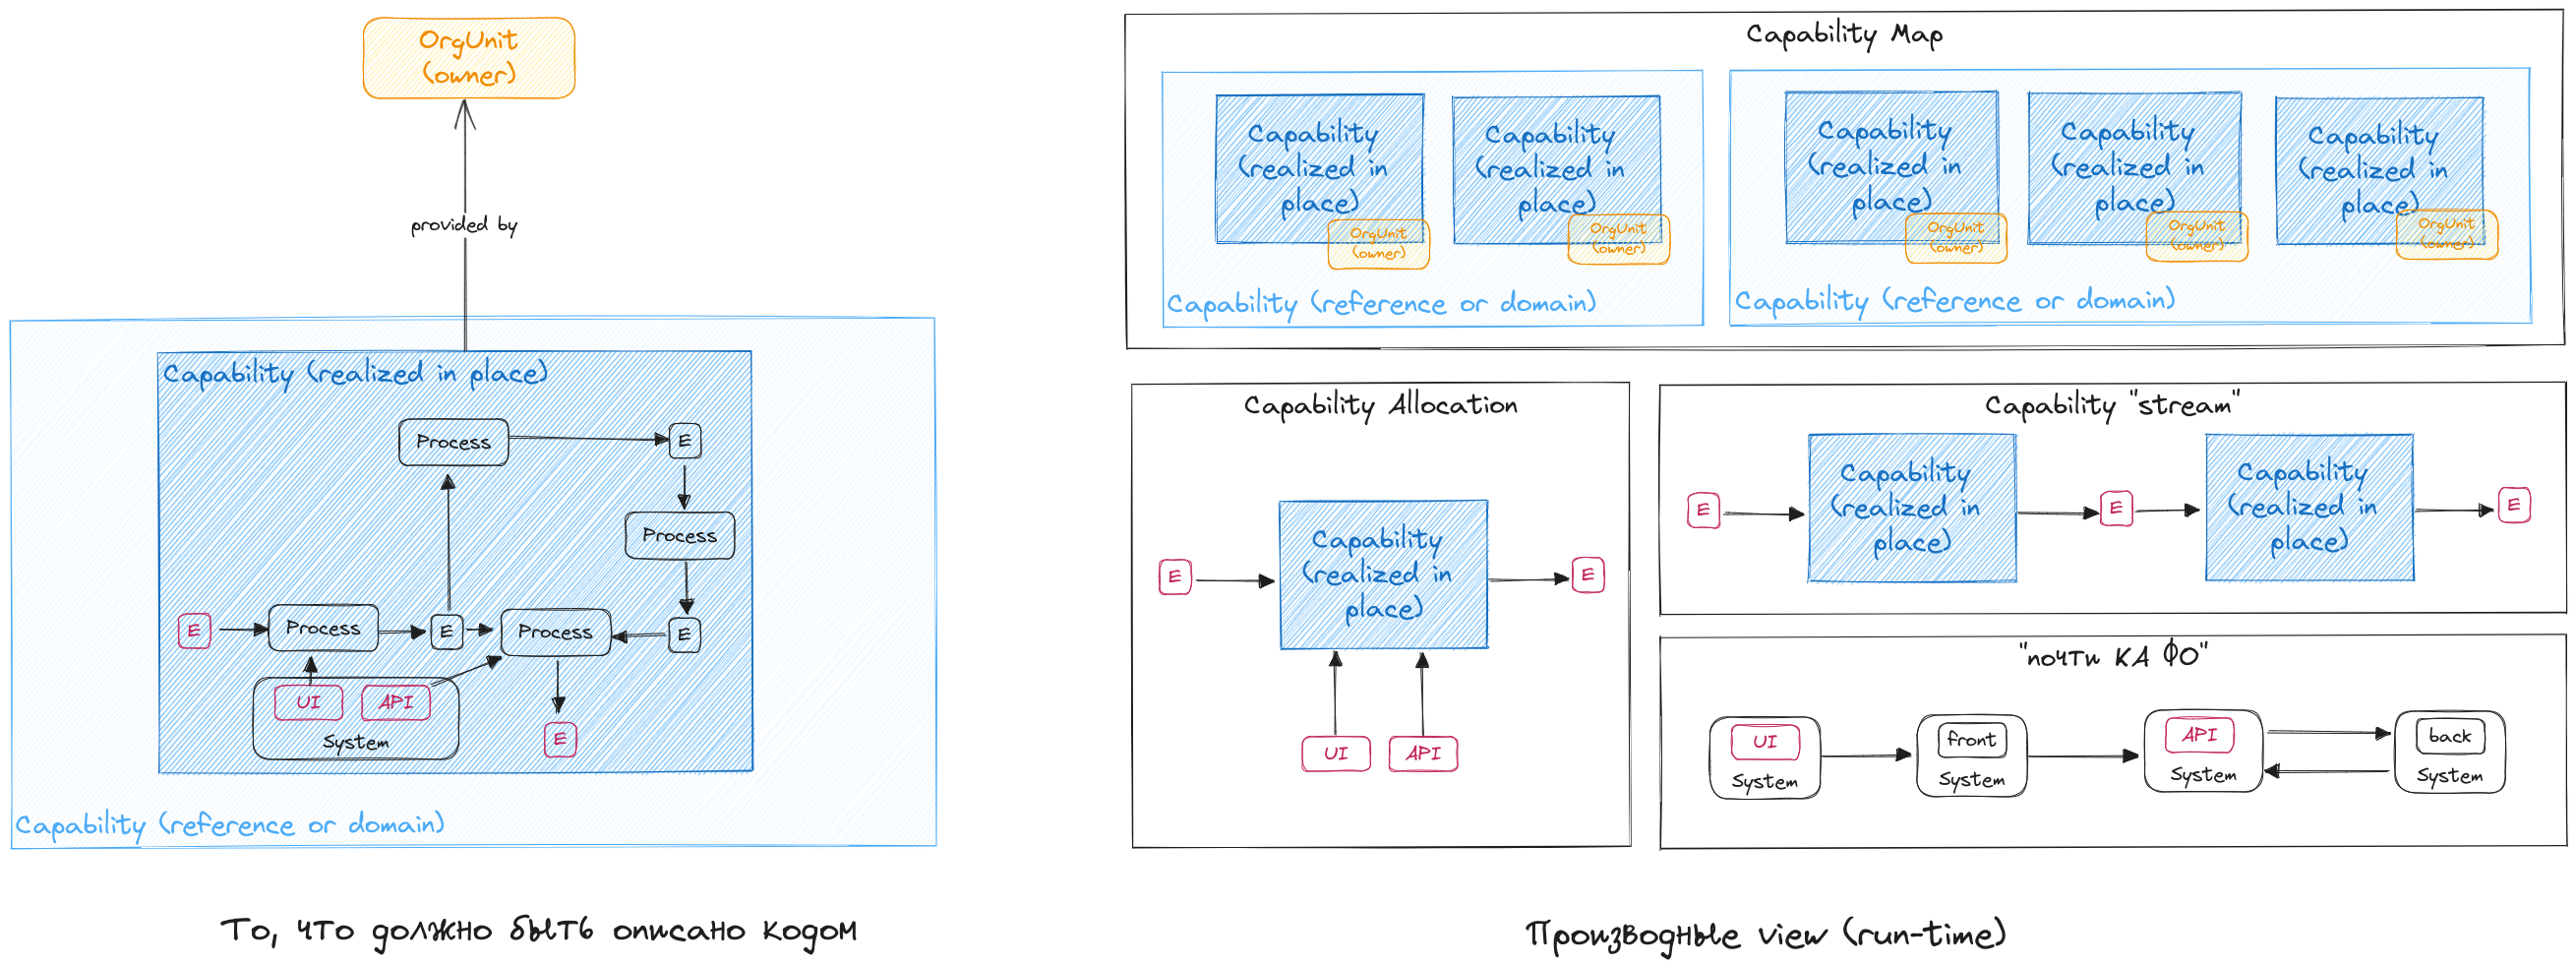 OrgUnit
(owner)
provided by
Capability (realized in place)
Process
E
Process
E
Process
E
Process
E
UI
API
System
E
Capability (reference or domain)
То, что должно быть описано кодом
Capability Map
Capability
(realized in
place)
OrgUnit
(owner)
Capability
(realized in
place)
OrgUnit
(owner)
Capability (reference or domain)
Capability
(realized in
place)
OrgUnit
(owner)
Capability
(realized in
place)
OrgUnit
(owner)
Capability
(realized in
place)
OrgUnit
(owner)
Capability (reference or domain)
Capability Allocation
E
Capability
(realized in
place)
E
UI
API
Capability "stream"
E
Capability
(realized in
place)
E
Capability
(realized in
place)
E
"почти КА ФО"
UI
System
front
System
API
System
back
System
Производные view (run-time)